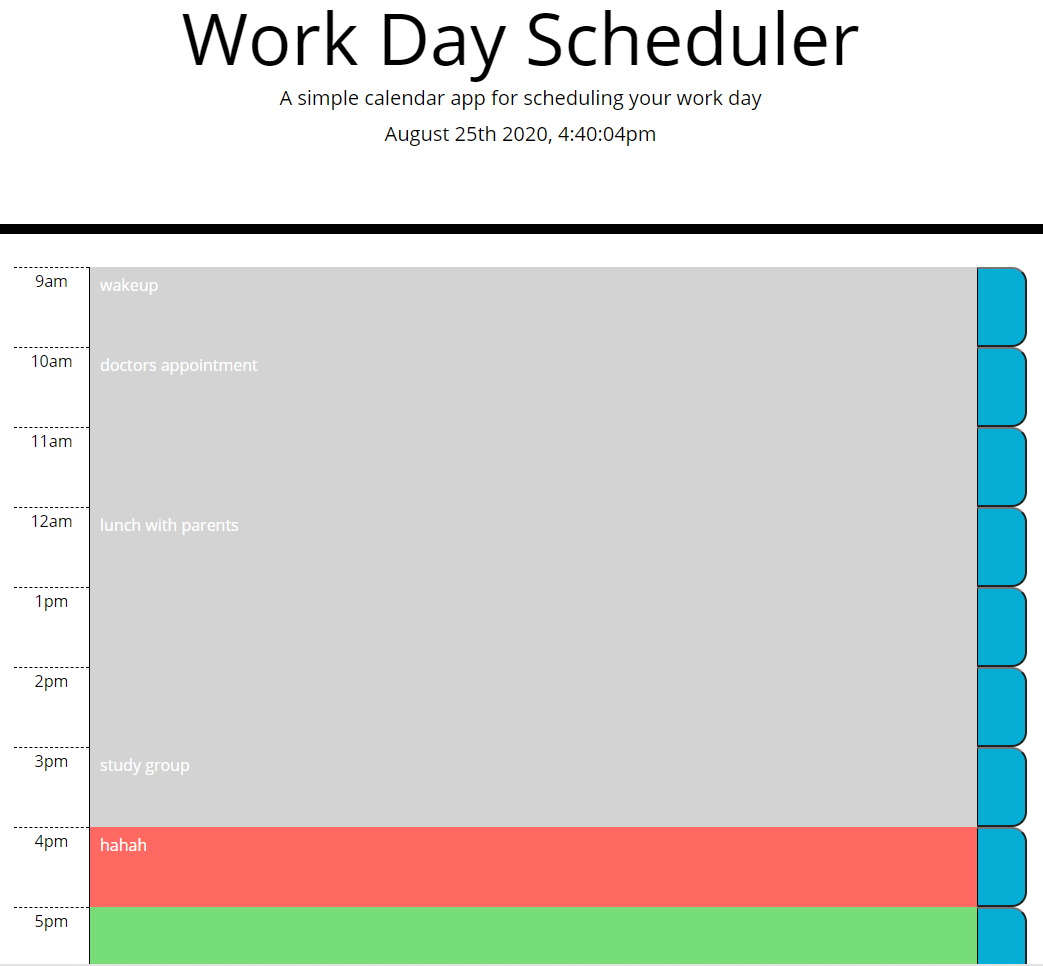 Work Day Scheduler
A simple calendar app for scheduling your work day
August 25th 2020, 4:40:04pm
9am wakeup
10am doctors appointment
11am
12am lunch with parents
1pm
2pm
3pm study group
4pm hahah
5pm